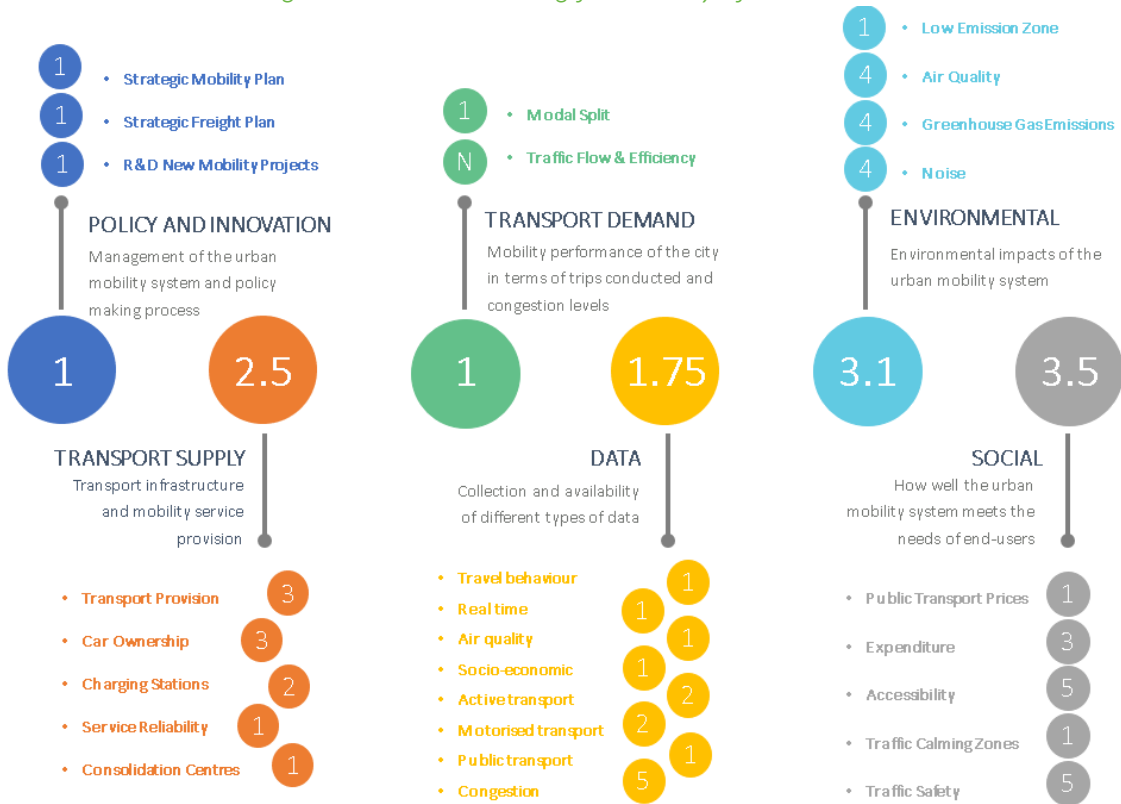 1
• Strategic Mobility Plan
1
• Strategic Freight Plan
1
• R&D New Mobility Projects
POLICY AND INNOVATION
Management of the urban
mobility system and policy
making process
1
1
• Modal Split
N
• Traffic Flow & Efficiency
TRANSPORT DEMAND
Mobility performance of the city
in terms of trips conducted and
congestion levels
1
1
• Low Emission Zone
4
• Air Quality
4
• Greenhouse Gas Emissions
4
• Noise
ENVIRONMENTAL
Environmental impacts of the
urban mobility system
3.1
2.5
TRANSPORT SUPPLY
Transport infrastructure
and mobility service
provision
• Transport Provision 3
• Car Ownership 3
• Charging Stations 2
• Service Reliability 1
• Consolidation Centres 1
1.75
DATA
Collection and availability
of different types of data
• Travel behaviour 1
• Real time 1
• Air quality 1
• Socio-economic 1
• Active transport 2
• Motorised transport 2
• Public transport 1
• Congestion 5
3.5
SOCIAL
How well the urban
mobility system meets the
needs of end-users
• Public Transport Prices 1
• Expenditure 3
• Accessibility 5
• Traffic Calming Zones 1
• Traffic Safety 5